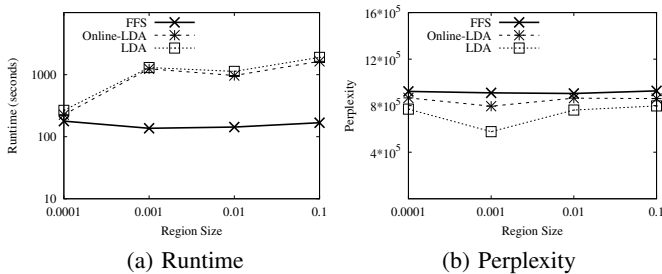 FFS
Online-LDA
LDA
1000
100
10
Runtime (seconds)
0.0001 0.001 0.01 0.1
Region Size
(a) Runtime
FFS
Online-LDA
LDA
16*10^5
12*10^5
8*10^5
4*10^5
Perplexity
0.0001 0.001 0.01 0.1
Region Size
(b) Perplexity